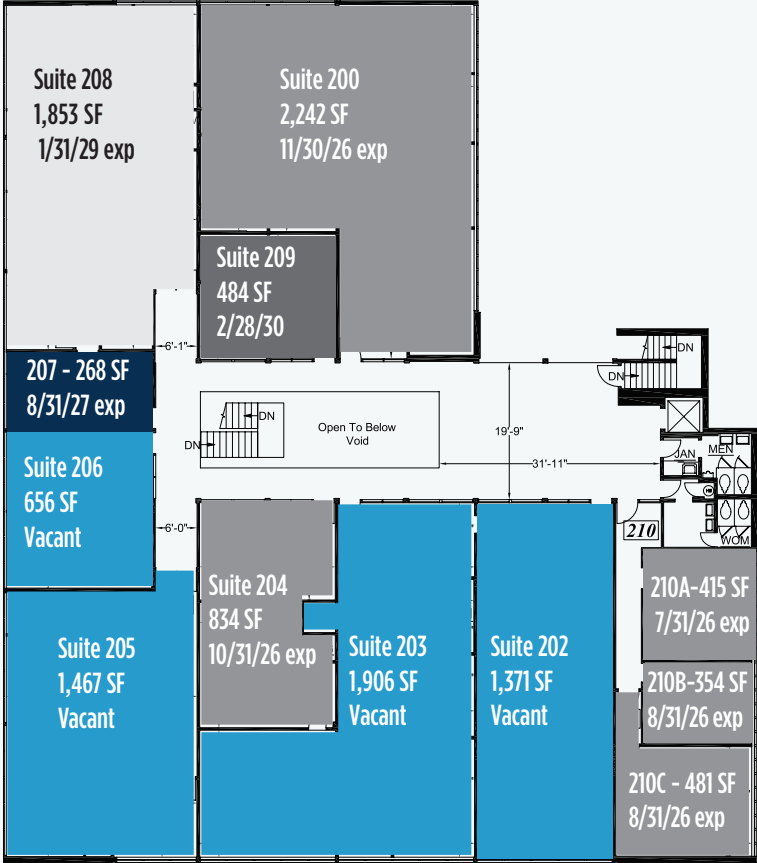 Suite 208
1,853 SF
1/31/29 exp
Suite 200
2,242 SF
11/30/26 exp
Suite 209
484 SF
2/28/30
6'-1"
207 - 268 SF
8/31/27 exp
DN
DN
DN
DN
Open To Below
Void
19'-9"
31'-11"
JAN
MEN
WOM
210
Suite 206
656 SF
Vacant
6'-0"
Suite 204
834 SF
10/31/26 exp
Suite 205
1,467 SF
Vacant
Suite 203
1,906 SF
Vacant
Suite 202
1,371 SF
Vacant
210A-415 SF
7/31/26 exp
210B-354 SF
8/31/26 exp
210C - 481 SF
8/31/26 exp